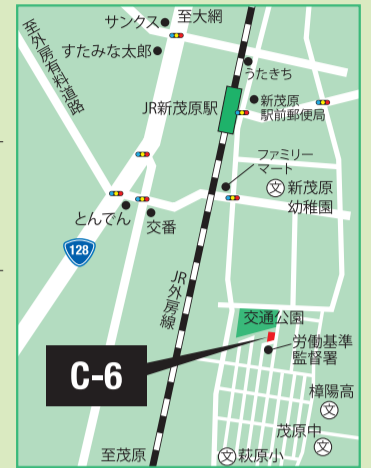 サンクス
至大網
至外房有料道路
すたみな太郎
うたきち
JR新茂原駅
新茂原
駅前郵便局
ファミリー
マート
文 新茂原
幼稚園
とんでん
交番
128
JR外房線
交通公園
C-6
労働基準
監督署
樟陽高
文
茂原中
文
至茂原
文 萩原小